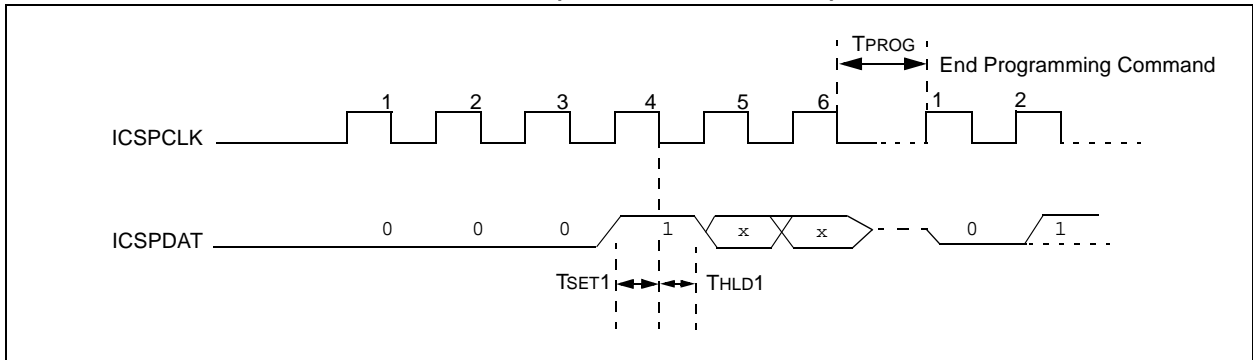 TPROG
End Programming Command
1 2 3 4 5 6 1 2
ICSPCLK
ICSPDAT
0 0 0 1 x x 0 1
TSET1 THLD1